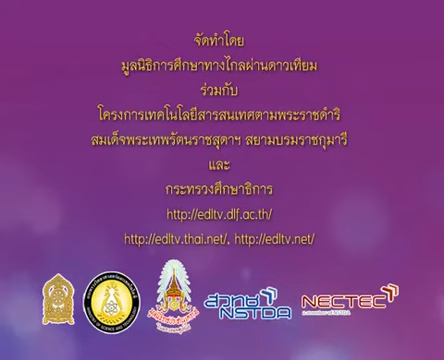 จัดทำโดย
มูลนิธิการศึกษาทางไกลผ่านดาวเทียม
ร่วมกับ
โครงการเทคโนโลยีสารสนเทศตามพระราชดำริ
สมเด็จพระเทพรัตนราชสุดาฯ สยามบรมราชกุมารี
และ
กระทรวงศึกษาธิการ
http://edltv.dlf.ac.th/
http://edltv.thai.net/, http://edltv.net/
สวทช
NSTDA
NECTEC
a member of NSTDA